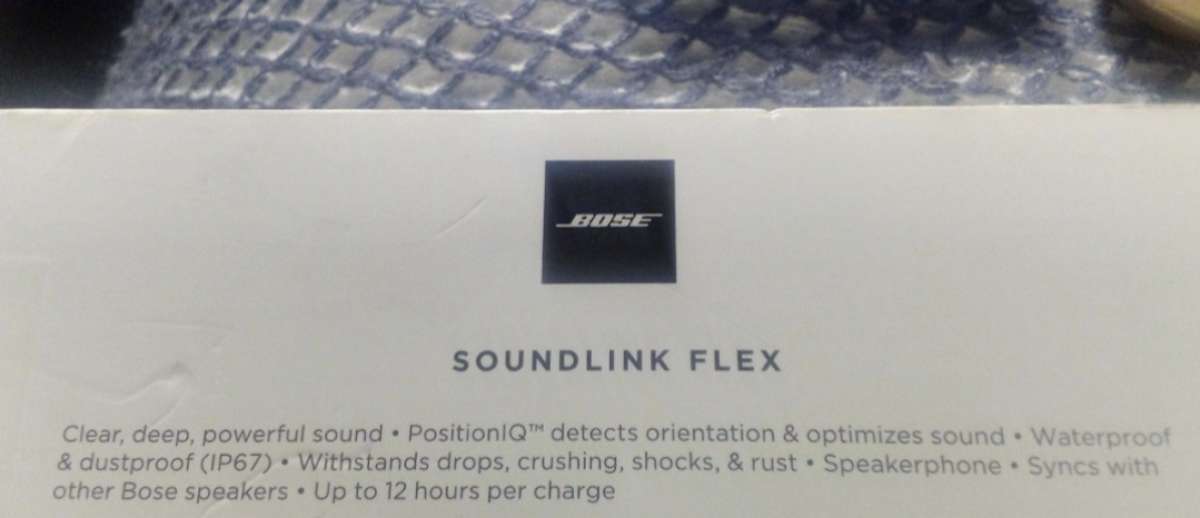 BOSE
SOUNDLINK FLEX
Clear, deep, powerful sound • PositionIQ™ detects orientation & optimizes sound • Waterproof
& dustproof (IP67) • Withstands drops, crushing, shocks, & rust • Speakerphone • Syncs with
other Bose speakers • Up to 12 hours per charge